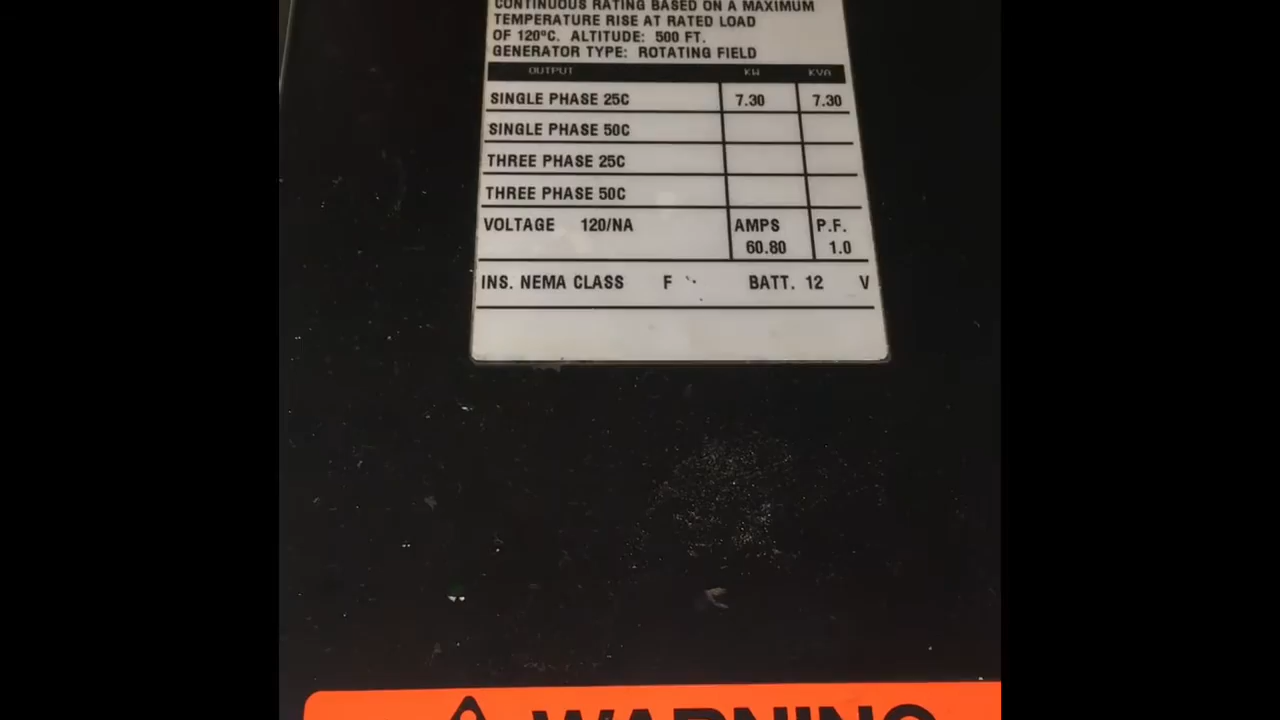 CONTINUOUS RATING BASED ON A MAXIMUM
TEMPERATURE RISE AT RATED LOAD
OF 120ºC. ALTITUDE: 500 FT.
GENERATOR TYPE: ROTATING FIELD
OUTPUT KW KVA
SINGLE PHASE 25C 7.30 7.30
SINGLE PHASE 50C
THREE PHASE 25C
THREE PHASE 50C
VOLTAGE 120/NA AMPS P.F.
60.80 1.0
INS. NEMA CLASS F BATT. 12 V
WARNING